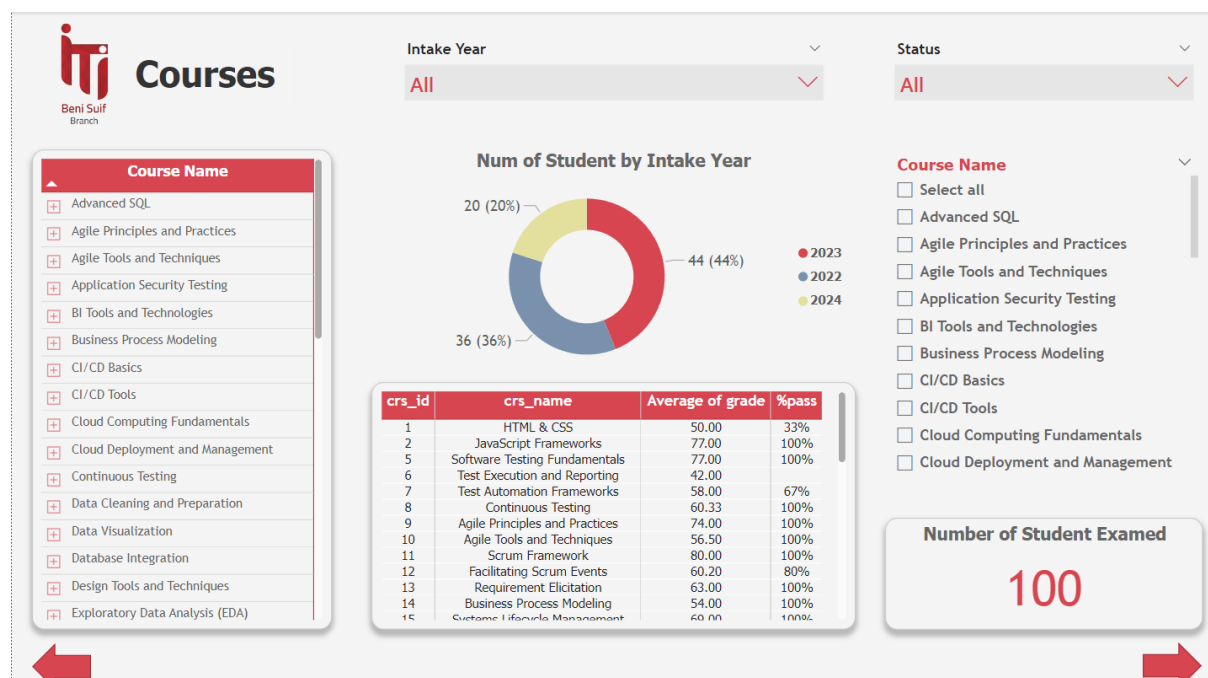 iTi
Beni Suif
Branch
Courses
Intake Year
All
Status
All
Course Name
Advanced SQL
Agile Principles and Practices
Agile Tools and Techniques
Application Security Testing
BI Tools and Technologies
Business Process Modeling
CI/CD Basics
CI/CD Tools
Cloud Computing Fundamentals
Cloud Deployment and Management
Continuous Testing
Data Cleaning and Preparation
Data Visualization
Database Integration
Design Tools and Techniques
Exploratory Data Analysis (EDA)
Num of Student by Intake Year
20 (20%)
44 (44%)
36 (36%)
2023
2022
2024
crs_id crs_name Average of grade %pass
1 HTML & CSS 50.00 33%
2 JavaScript Frameworks 77.00 100%
5 Software Testing Fundamentals 77.00 100%
6 Test Execution and Reporting 42.00
7 Test Automation Frameworks 58.00 67%
8 Continuous Testing 60.33 100%
9 Agile Principles and Practices 74.00 100%
10 Agile Tools and Techniques 56.50 100%
11 Scrum Framework 80.00 100%
12 Facilitating Scrum Events 60.20 80%
13 Requirement Elicitation 63.00 100%
14 Business Process Modeling 54.00 100%
15 Systems Lifecycle Management 69.00 100%
Course Name
Select all
Advanced SQL
Agile Principles and Practices
Agile Tools and Techniques
Application Security Testing
BI Tools and Technologies
Business Process Modeling
CI/CD Basics
CI/CD Tools
Cloud Computing Fundamentals
Cloud Deployment and Management
Number of Student Examed
100